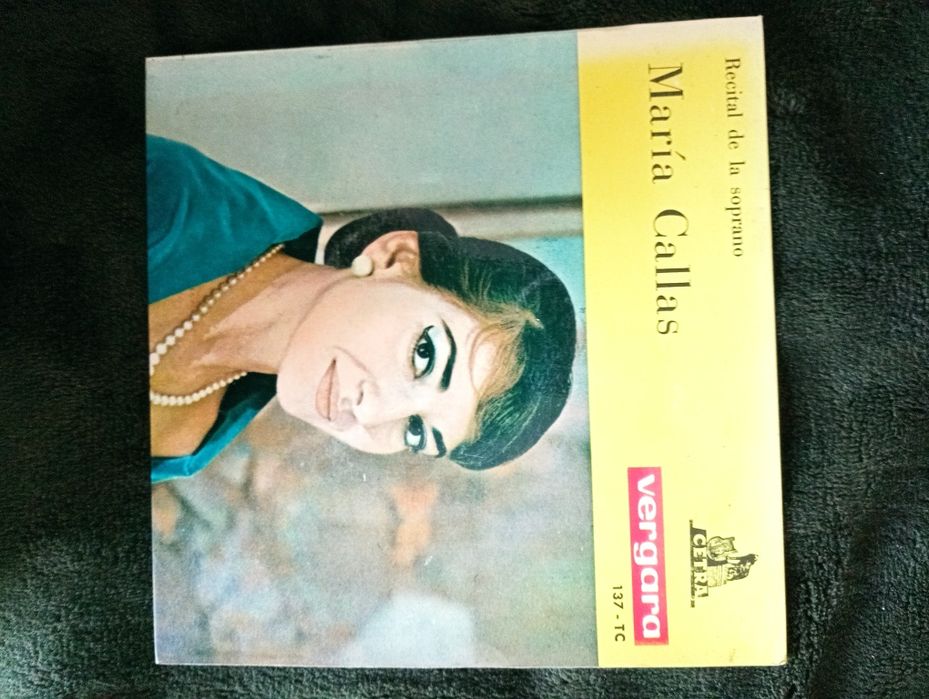 Recital de la soprano
María Callas
CETRA
vergara
137 - TC